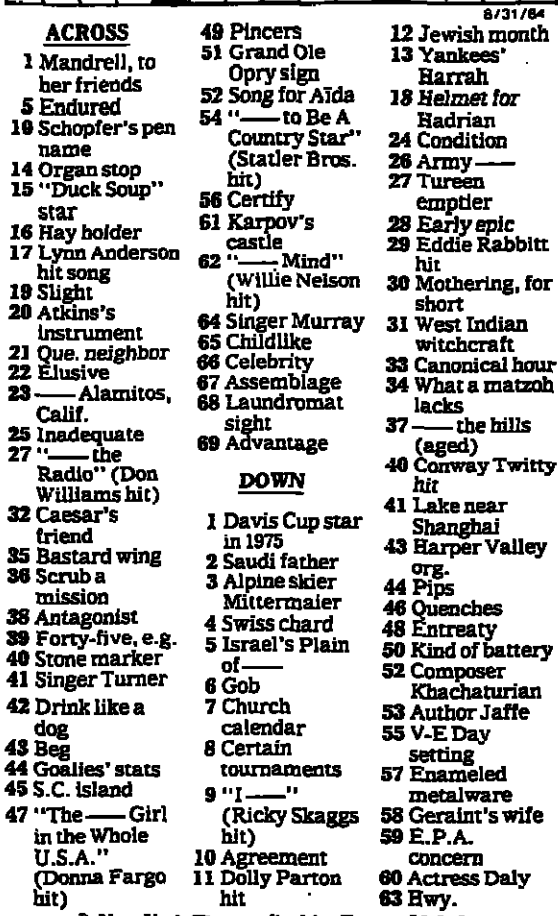 8/31/84
ACROSS
1 Mandrell, to
her friends
5 Endured
10 Schopfer's pen
name
14 Organ stop
15 "Duck Soup"
star
16 Hay holder
17 Lynn Anderson
hit song
19 Slight
20 Atkins's
instrument
21 Que. neighbor
22 Elusive
23 — Alamitos,
Calif.
25 Inadequate
27 "— the
Radio" (Don
Williams hit)
32 Caesar's
friend
35 Bastard wing
36 Scrub a
mission
38 Antagonist
39 Forty-five, e.g.
40 Stone marker
41 Singer Turner
42 Drink like a
dog
43 Beg
44 Goalies' stats
45 S.C. island
47 "The — Girl
in the Whole
U.S.A."
(Donna Fargo
hit)
49 Pincers
51 Grand Ole
Opry sign
52 Song for Aïda
54 "— to Be A
Country Star"
(Statler Bros.
hit)
56 Certify
61 Karpov's
castle
62 "— Mind"
(Willie Nelson
hit)
64 Singer Murray
65 Childlike
66 Celebrity
67 Assemblage
68 Laundromat
sight
69 Advantage
DOWN
1 Davis Cup star
in 1975
2 Saudi father
3 Alpine skier
Mittermaier
4 Swiss chard
5 Israel's Plain
of —
6 Gob
7 Church
calendar
8 Certain
tournaments
9 "I —"
(Ricky Skaggs
hit)
10 Agreement
11 Dolly Parton
hit
12 Jewish month
13 Yankees'
Harrah
18 Helmet for
Hadrian
24 Condition
26 Army —
27 Tureen
emptier
28 Early epic
29 Eddie Rabbitt
hit
30 Mothering, for
short
31 West Indian
witchcraft
33 Canonical hour
34 What a matzoh
lacks
37 — the hills
(aged)
40 Conway Twitty
hit
41 Lake near
Shanghai
43 Harper Valley
org.
44 Pips
46 Quenches
48 Entreaty
50 Kind of battery
52 Composer
Khachaturian
53 Author Jaffe
55 V-E Day
setting
57 Enameled
metalware
58 Geraint's wife
59 E.P.A.
concern
60 Actress Daly
63 Hwy.